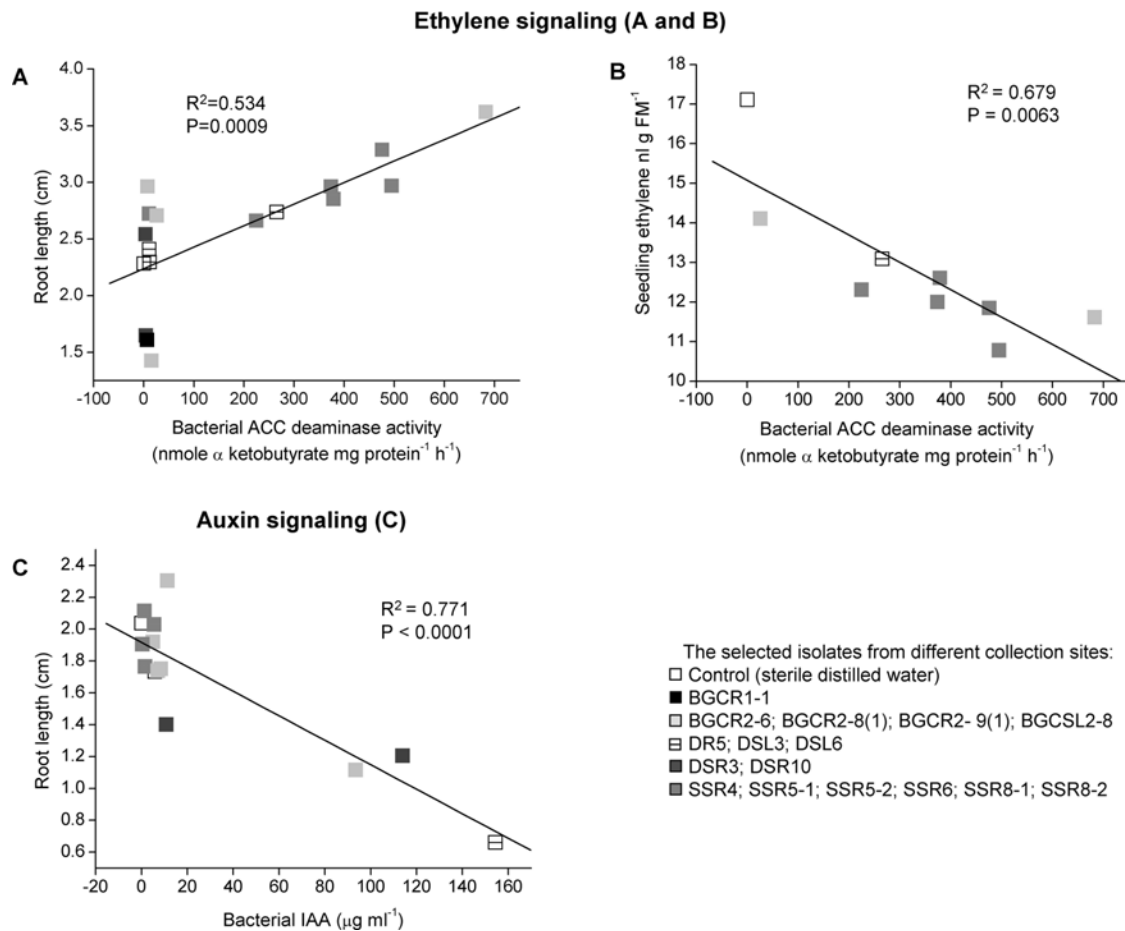 Ethylene signaling (A and B)
A
R²=0.534
P=0.0009
4.0
3.5
3.0
2.5
2.0
1.5
Root length (cm)
-100 0 100 200 300 400 500 600 700
Bacterial ACC deaminase activity
(nmole α ketobutyrate mg protein⁻¹ h⁻¹)
B
R² = 0.679
P = 0.0063
18
17
16
15
14
13
12
11
10
Seedling ethylene nl g FM⁻¹
-100 0 100 200 300 400 500 600 700
Bacterial ACC deaminase activity
(nmole α ketobutyrate mg protein⁻¹ h⁻¹)
Auxin signaling (C)
C
R² = 0.771
P < 0.0001
2.4
2.2
2.0
1.8
1.6
1.4
1.2
1.0
0.8
0.6
Root length (cm)
-20 0 20 40 60 80 100 120 140 160
Bacterial IAA (μg ml⁻¹)
The selected isolates from different collection sites:
Control (sterile distilled water)
BGCR1-1
BGCR2-6; BGCR2-8(1); BGCR2- 9(1); BGCSL2-8
DR5; DSL3; DSL6
DSR3; DSR10
SSR4; SSR5-1; SSR5-2; SSR6; SSR8-1; SSR8-2